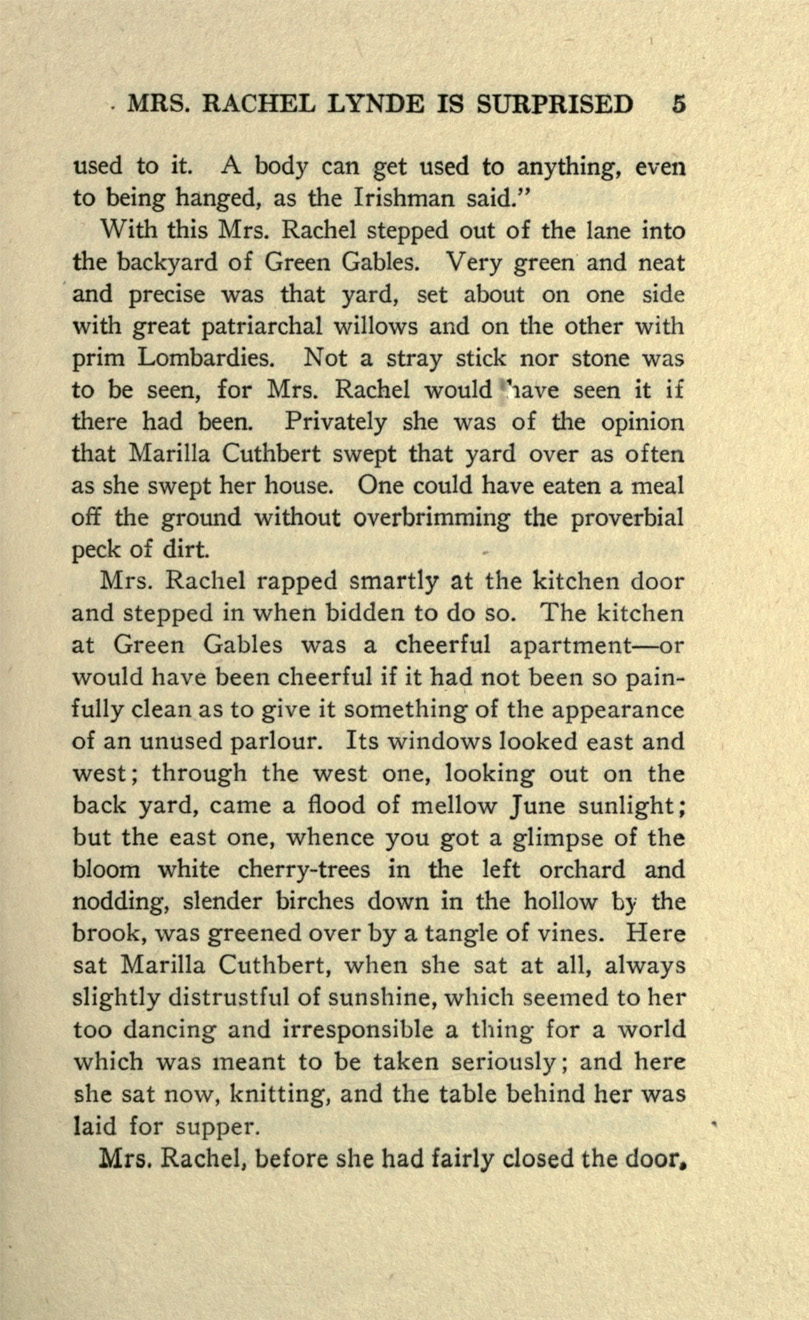 MRS. RACHEL LYNDE IS SURPRISED 5
used to it. A body can get used to anything, even
to being hanged, as the Irishman said."
With this Mrs. Rachel stepped out of the lane into
the backyard of Green Gables. Very green and neat
and precise was that yard, set about on one side
with great patriarchal willows and on the other with
prim Lombardies. Not a stray stick nor stone was
to be seen, for Mrs. Rachel would have seen it if
there had been. Privately she was of the opinion
that Marilla Cuthbert swept that yard over as often
as she swept her house. One could have eaten a meal
off the ground without overbrimming the proverbial
peck of dirt.
Mrs. Rachel rapped smartly at the kitchen door
and stepped in when bidden to do so. The kitchen
at Green Gables was a cheerful apartment—or
would have been cheerful if it had not been so pain-
fully clean as to give it something of the appearance
of an unused parlour. Its windows looked east and
west; through the west one, looking out on the
back yard, came a flood of mellow June sunlight;
but the east one, whence you got a glimpse of the
bloom white cherry-trees in the left orchard and
nodding, slender birches down in the hollow by the
brook, was greened over by a tangle of vines. Here
sat Marilla Cuthbert, when she sat at all, always
slightly distrustful of sunshine, which seemed to her
too dancing and irresponsible a thing for a world
which was meant to be taken seriously; and here
she sat now, knitting, and the table behind her was
laid for supper.
Mrs. Rachel, before she had fairly closed the door,